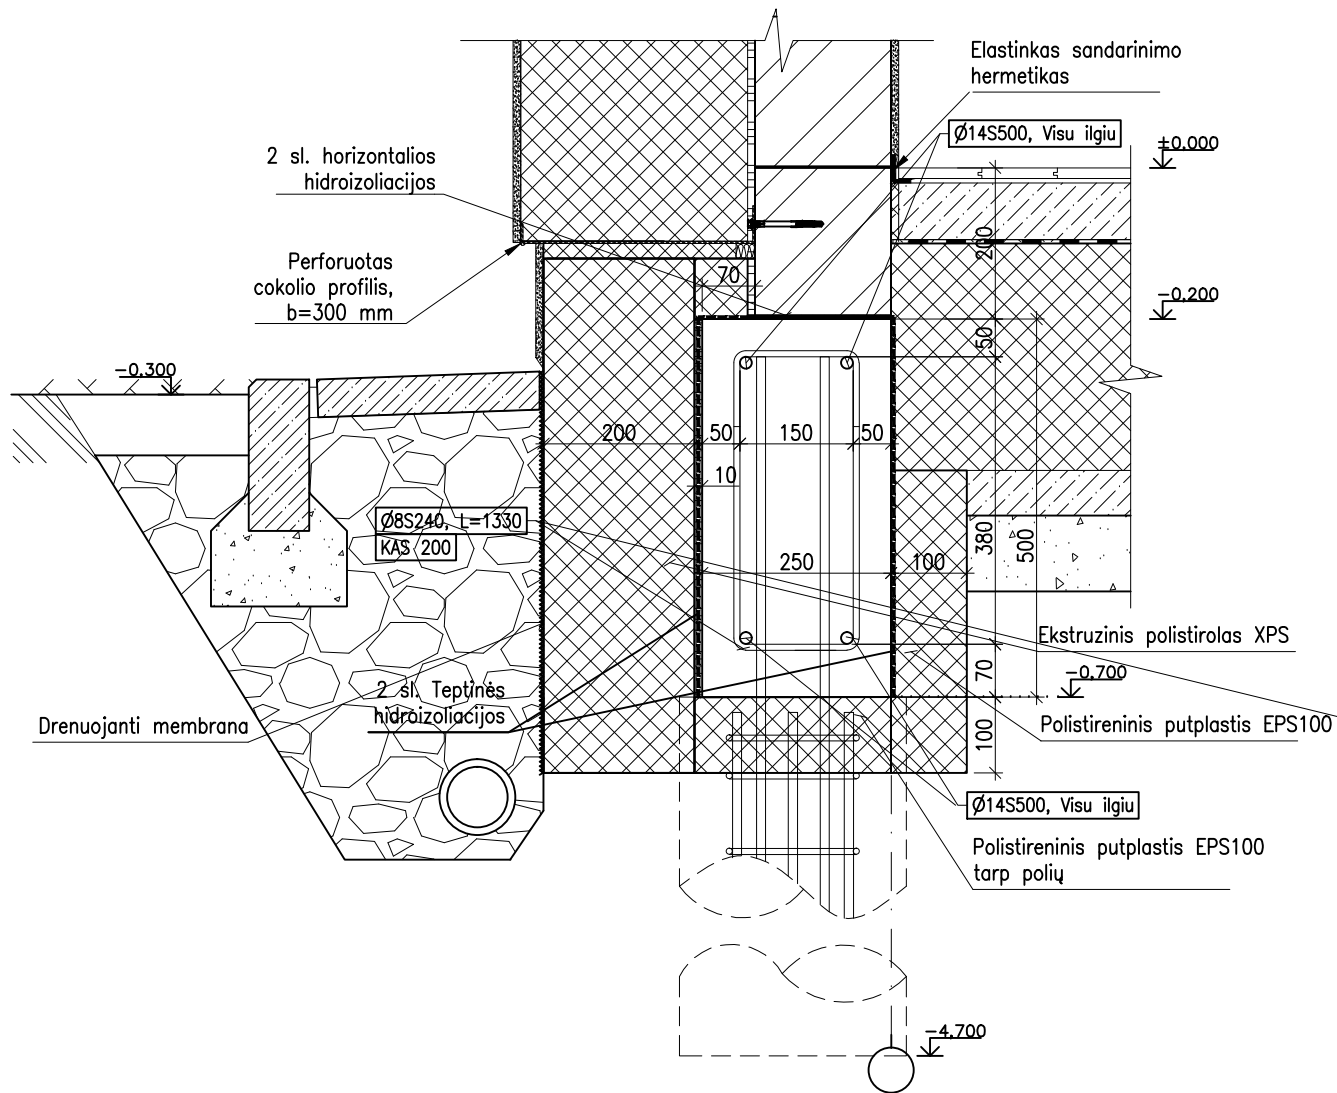 Elastinkas sandarinimo
hermetikas
Ø14S500, Visu ilgiu
±0.000
2 sl. horizontalios
hidroizoliacijos
200
Perforuotas
cokolio profilis,
b=300 mm
70
-0.200
50
-0.300
200
50
150
50
10
Ø8S240, L=1330
KAS 200
250
100
380
500
Ekstruzinis polistirolas XPS
70
-0.700
2 sl. Teptinės
hidroizoliacijos
Drenuojanti membrana
Polistireninis putplastis EPS100
100
Ø14S500, Visu ilgiu
Polistireninis putplastis EPS100
tarp polių
-4.700